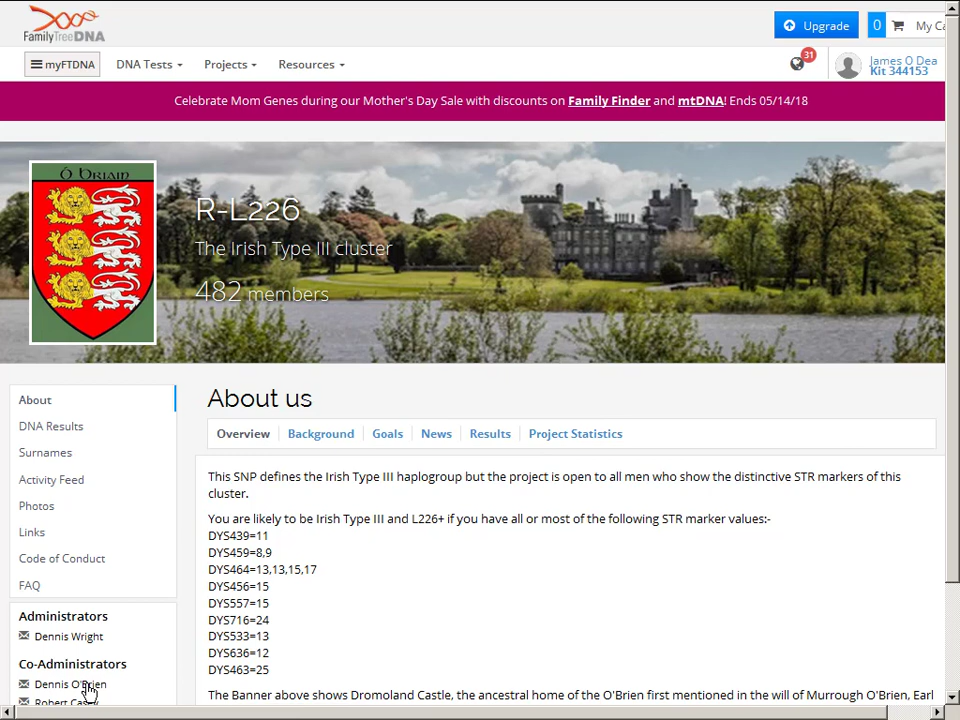 FamilyTreeDNA
Upgrade
0 My Ca
myFTDNA DNA Tests Projects Resources
31
James O Dea
Kit 344153
Celebrate Mom Genes during our Mother's Day Sale with discounts on Family Finder and mtDNA! Ends 05/14/18
Ó BRIAIN
R-L226
The Irish Type III cluster
482 members
About
DNA Results
Surnames
Activity Feed
Photos
Links
Code of Conduct
FAQ
Administrators
Dennis Wright
Co-Administrators
Dennis O'Brien
Robert Casey
About us
Overview Background Goals News Results Project Statistics
This SNP defines the Irish Type III haplogroup but the project is open to all men who show the distinctive STR markers of this
cluster.
You are likely to be Irish Type III and L226+ if you have all or most of the following STR marker values:-
DYS439=11
DYS459=8,9
DYS464=13,13,15,17
DYS456=15
DYS557=15
DYS716=24
DYS533=13
DYS636=12
DYS463=25
The Banner above shows Dromoland Castle, the ancestral home of the O'Brien first mentioned in the will of Murrough O'Brien, Earl